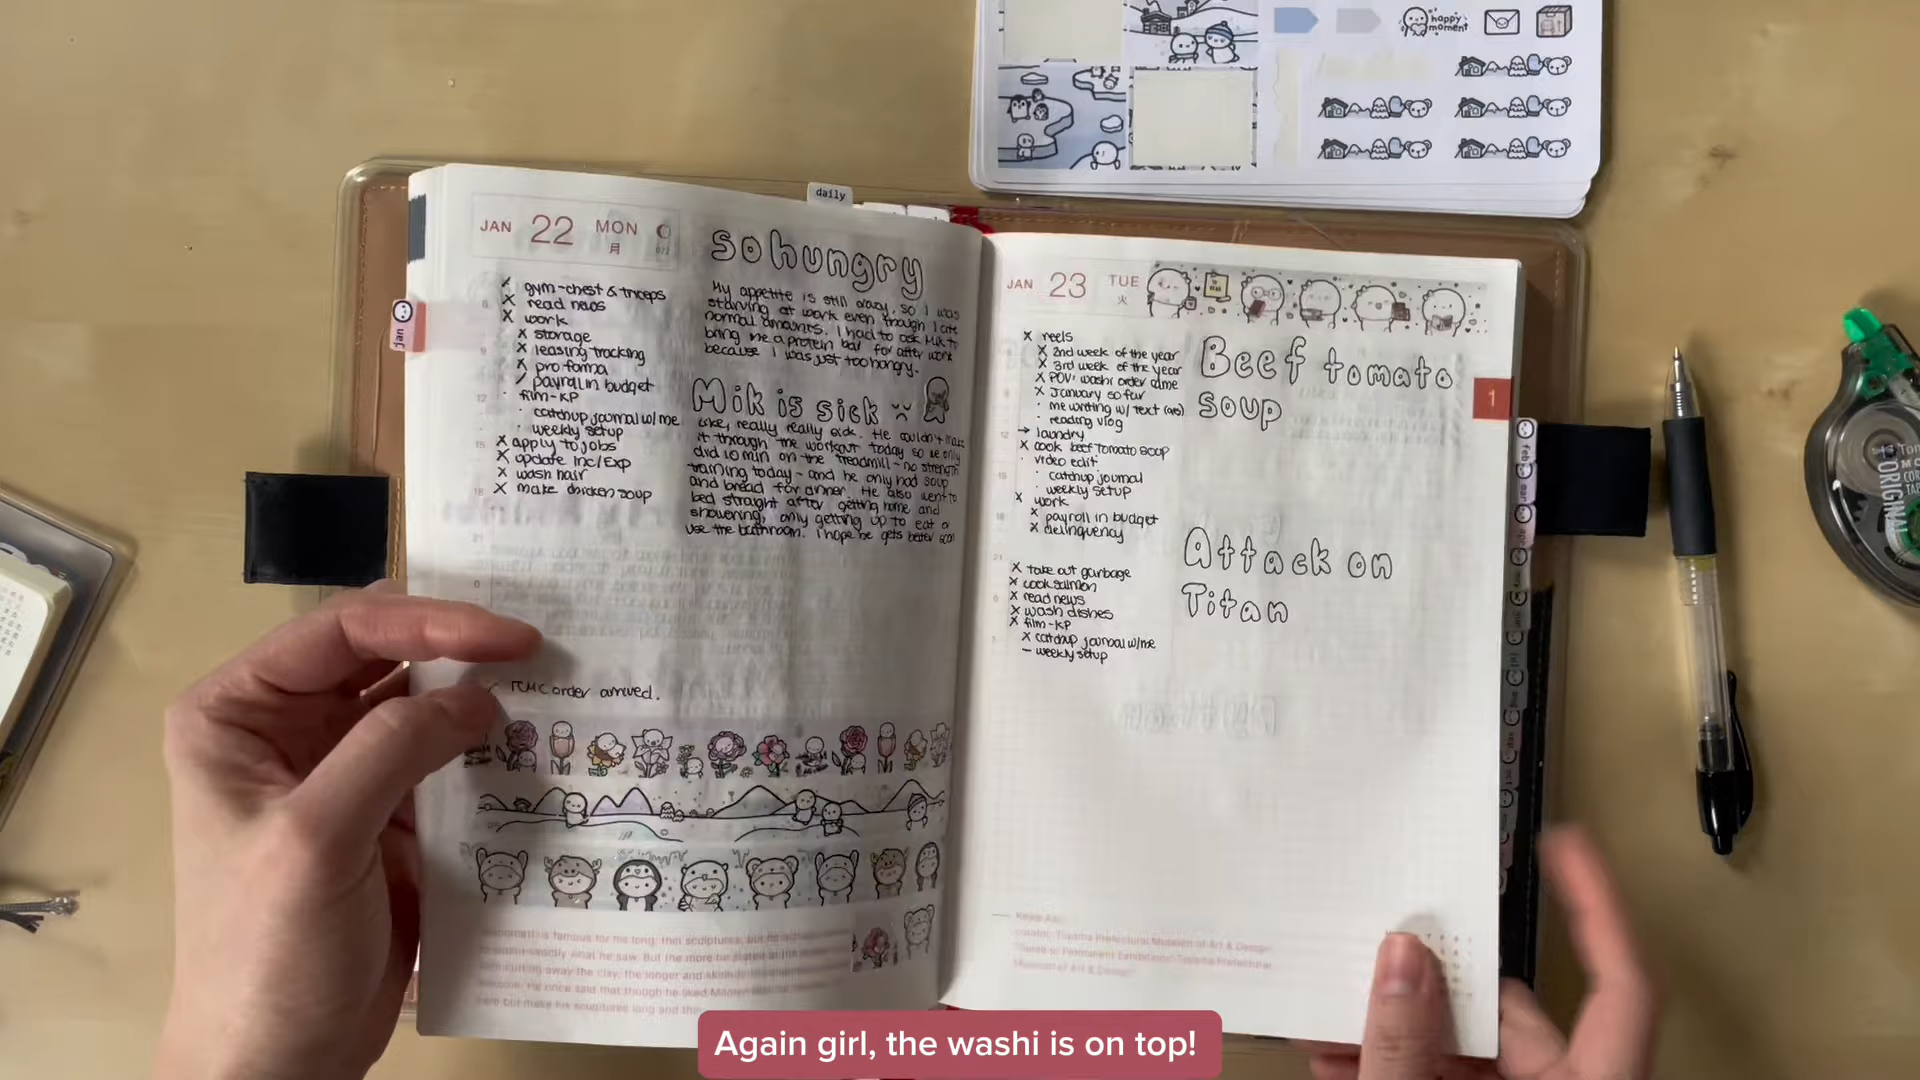 happy
moment
daily
JAN 22 MON
月
022
x gym-chest & triceps
x read news
x work
x storage
x leasing tracking
x pro forma
/ payroll in budget
· film-KP
· catchup journal w/ me
· weekly setup
x apply to jobs
x update Inc/Exp
x wash hair
x make chicken soup
so hungry
My appetite is still crazy, so I was
starving at work even though I ate
normal amounts. I had to ask Mik to
bring me a protein bar for after work
because I was just too hungry.
Mik is sick
Like, really really sick. He couldn't make
it through the workout today so we only
did 10 min on the treadmill - no strength
training today - and he only had soup
and bread for dinner. He also went to
bed straight after getting home and
showering, only getting up to eat or
use the bathroom. I hope he gets better soon
TCMC order arrived.
jan
JAN 23 TUE
火
x reels
x 2nd week of the year
x 3rd week of the year
x POV: washi order came
x January so far
· me writing w/ text
· reading vlog
→ laundry
x cook beef tomato soup
· video edit
· catchup journal
· weekly setup
x work
x payroll in budget
x delinquency
x take out garbage
x cook salmon
x read news
x wash dishes
x film-KP
x catchup journal w/me
– weekly setup
Beef tomato
soup
Attack on
Titan
1
feb
mar
ORIGINAL
Again girl, the washi is on top!